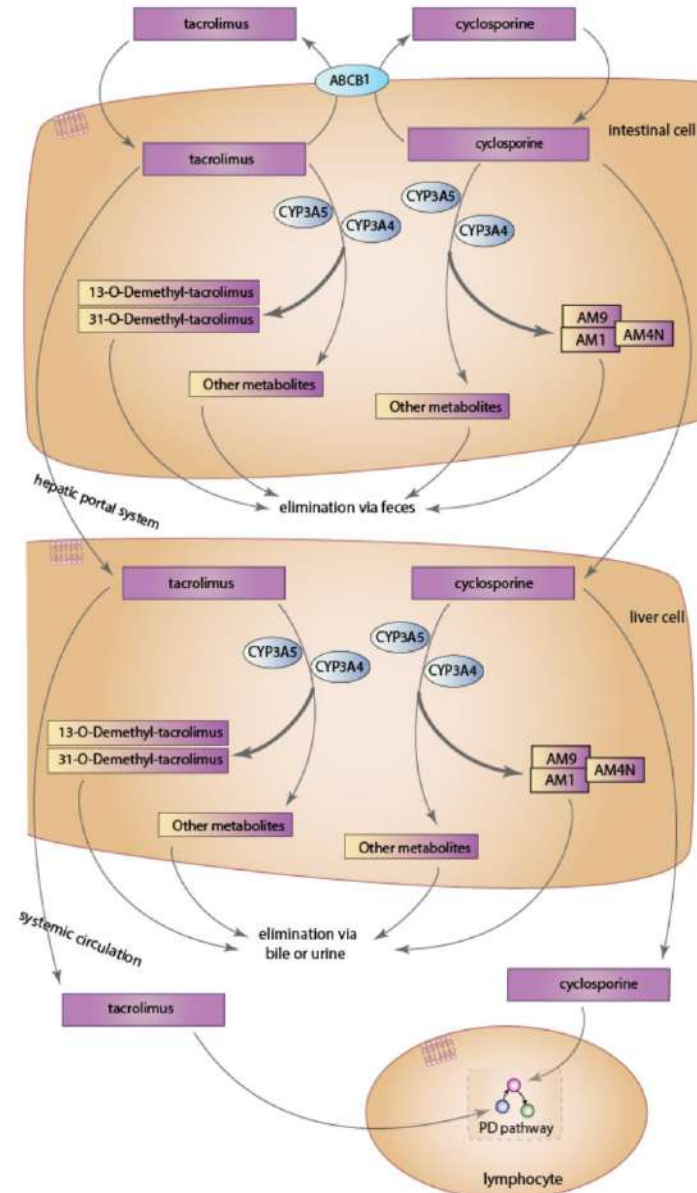 tacrolimus
cyclosporine
ABCB1
intestinal cell
tacrolimus
cyclosporine
CYP3A5
CYP3A4
CYP3A5
CYP3A4
13-O-Demethyl-tacrolimus
31-O-Demethyl-tacrolimus
AM9
AM1
AM4N
Other metabolites
Other metabolites
elimination via feces
hepatic portal system
tacrolimus
cyclosporine
liver cell
CYP3A5
CYP3A4
CYP3A5
CYP3A4
13-O-Demethyl-tacrolimus
31-O-Demethyl-tacrolimus
AM9
AM1
AM4N
Other metabolites
Other metabolites
elimination via
bile or urine
systemic circulation
tacrolimus
cyclosporine
PD pathway
lymphocyte